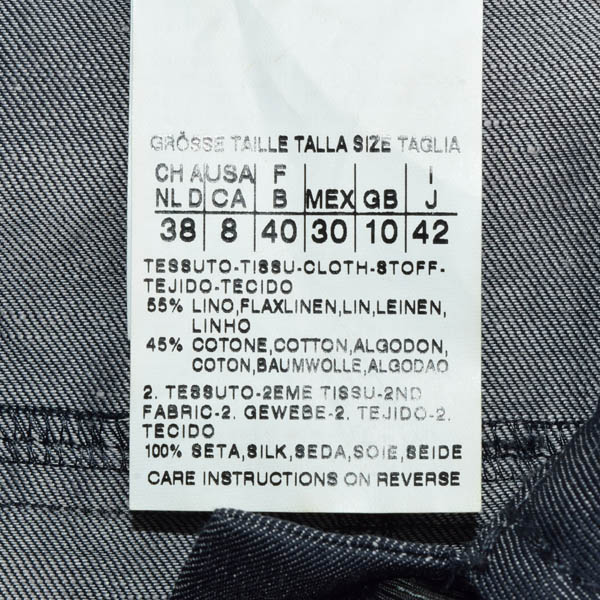 GRÖSSE TAILLE TALLA SIZE TAGLIA
CH A USA F I
NL D CA B MEX GB J
38 8 40 30 10 42
TESSUTO-TISSU-CLOTH-STOFF-
TEJIDO-TECIDO
55% LINO,FLAXLINEN,LIN,LEINEN,
LINHO
45% COTONE,COTTON,ALGODON,
COTON,BAUMWOLLE,ALGODAO
2. TESSUTO-2EME TISSU-2ND
FABRIC-2. GEWEBE-2. TEJIDO-2.
TECIDO
100% SETA,SILK,SEDA,SOIE,SEIDE
CARE INSTRUCTIONS ON REVERSE